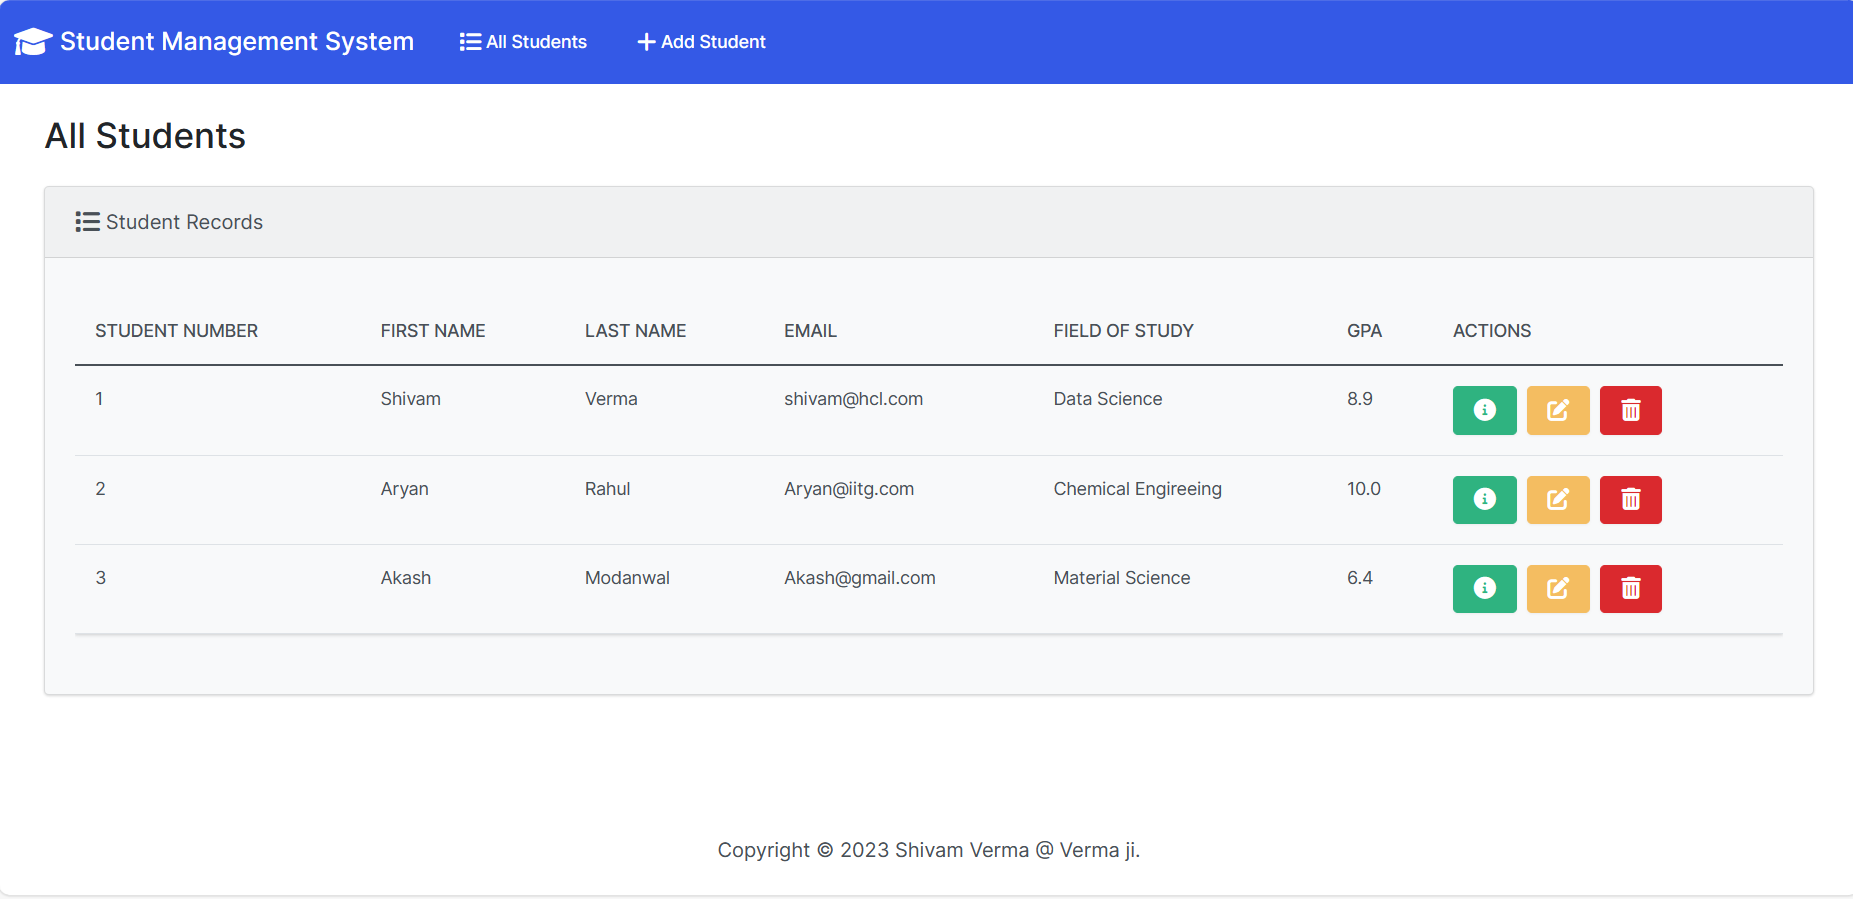 Student Management System All Students Add Student
All Students
Student Records
STUDENT NUMBER FIRST NAME LAST NAME EMAIL FIELD OF STUDY GPA ACTIONS
1 Shivam Verma shivam@hcl.com Data Science 8.9
2 Aryan Rahul Aryan@iitg.com Chemical Engireeing 10.0
3 Akash Modanwal Akash@gmail.com Material Science 6.4
Copyright © 2023 Shivam Verma @ Verma ji.